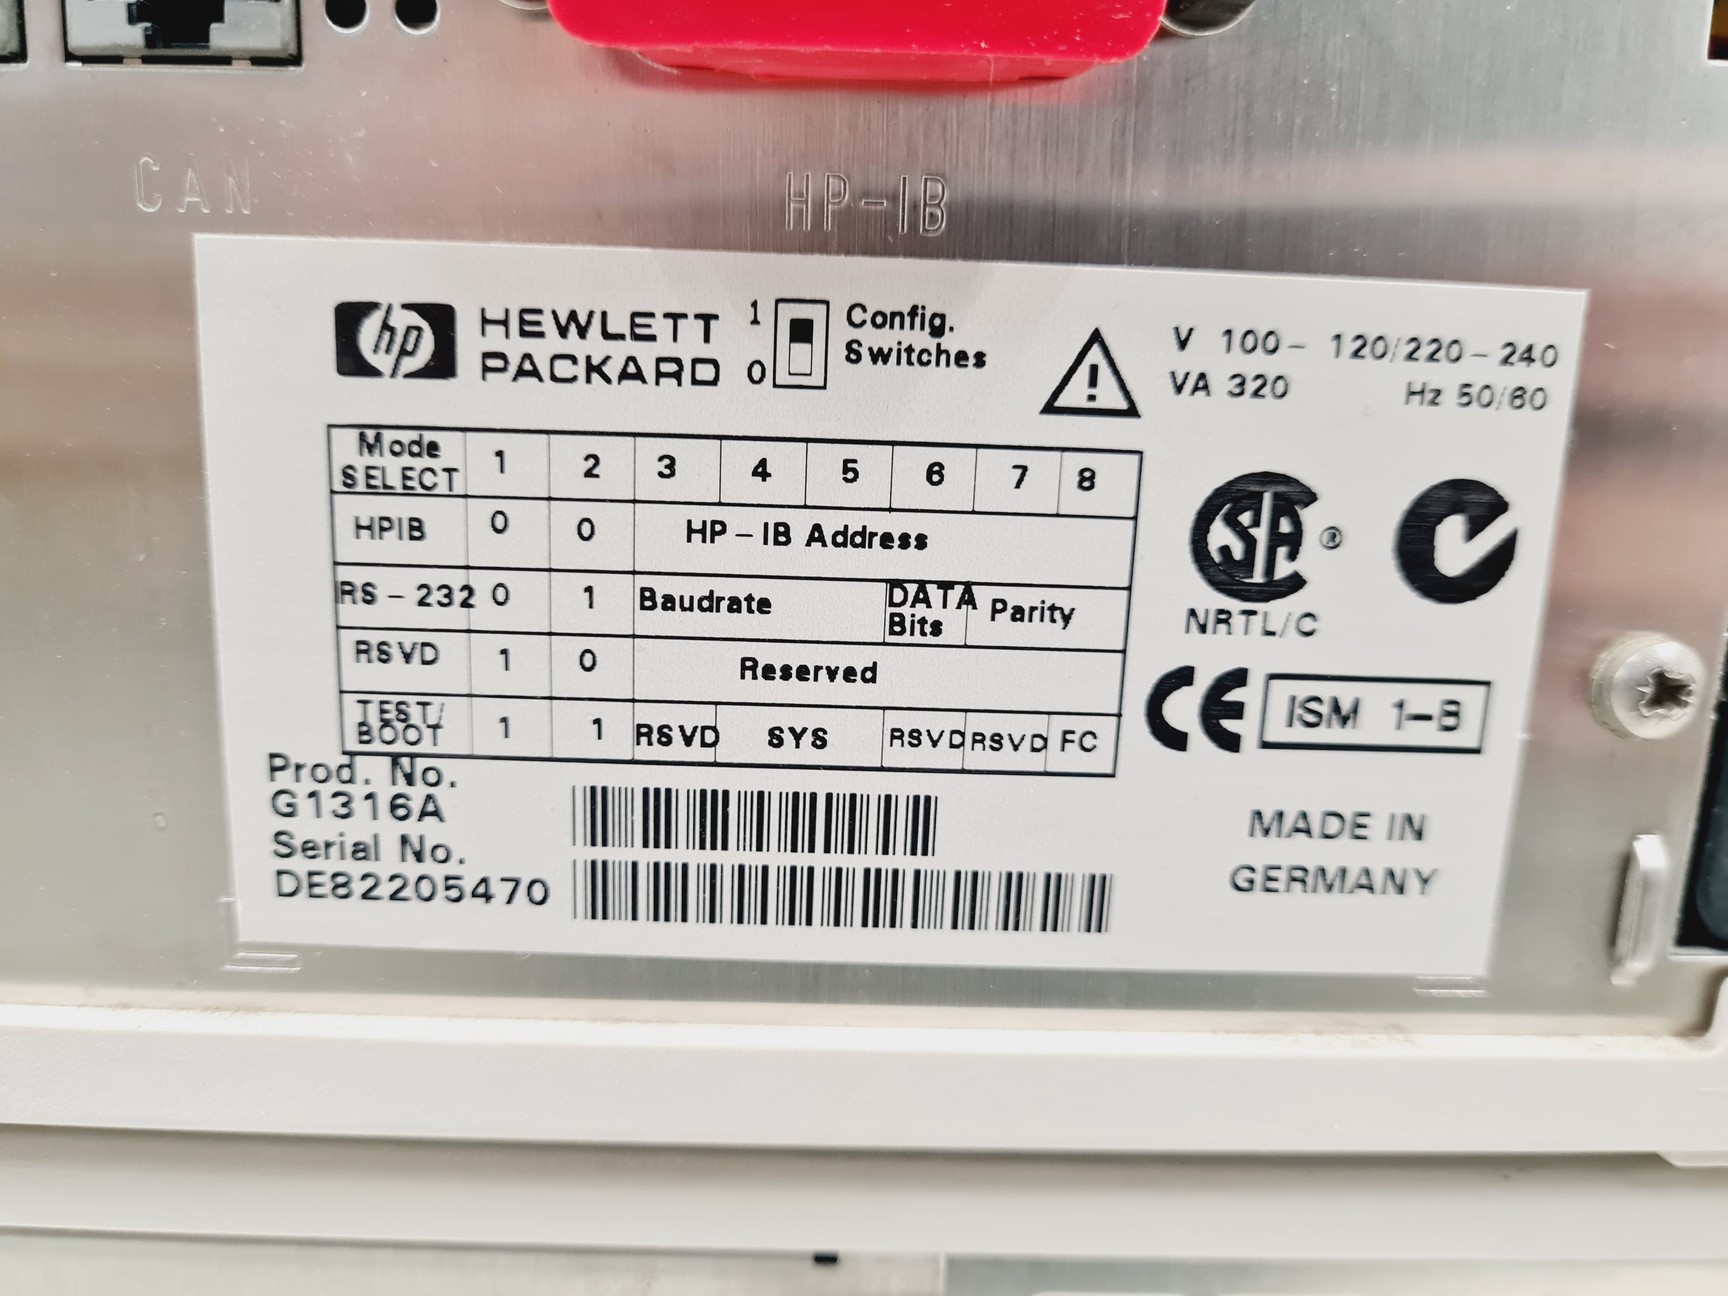 CAN
HP-IB
hp HEWLETT PACKARD
1
0
Config.
Switches
V 100- 120/220-240
VA 320 Hz 50/60
Mode SELECT 1 2 3 4 5 6 7 8
HPIB 0 0 HP-IB Address
RS-232 0 1 Baudrate DATA Bits Parity
RSVD 1 0 Reserved
TEST/BOOT 1 1 RSVD SYS RSVD RSVD FC
SA ®
NRTL/C
CE ISM 1-B
Prod. No.
G1316A
Serial No.
DE82205470
MADE IN
GERMANY